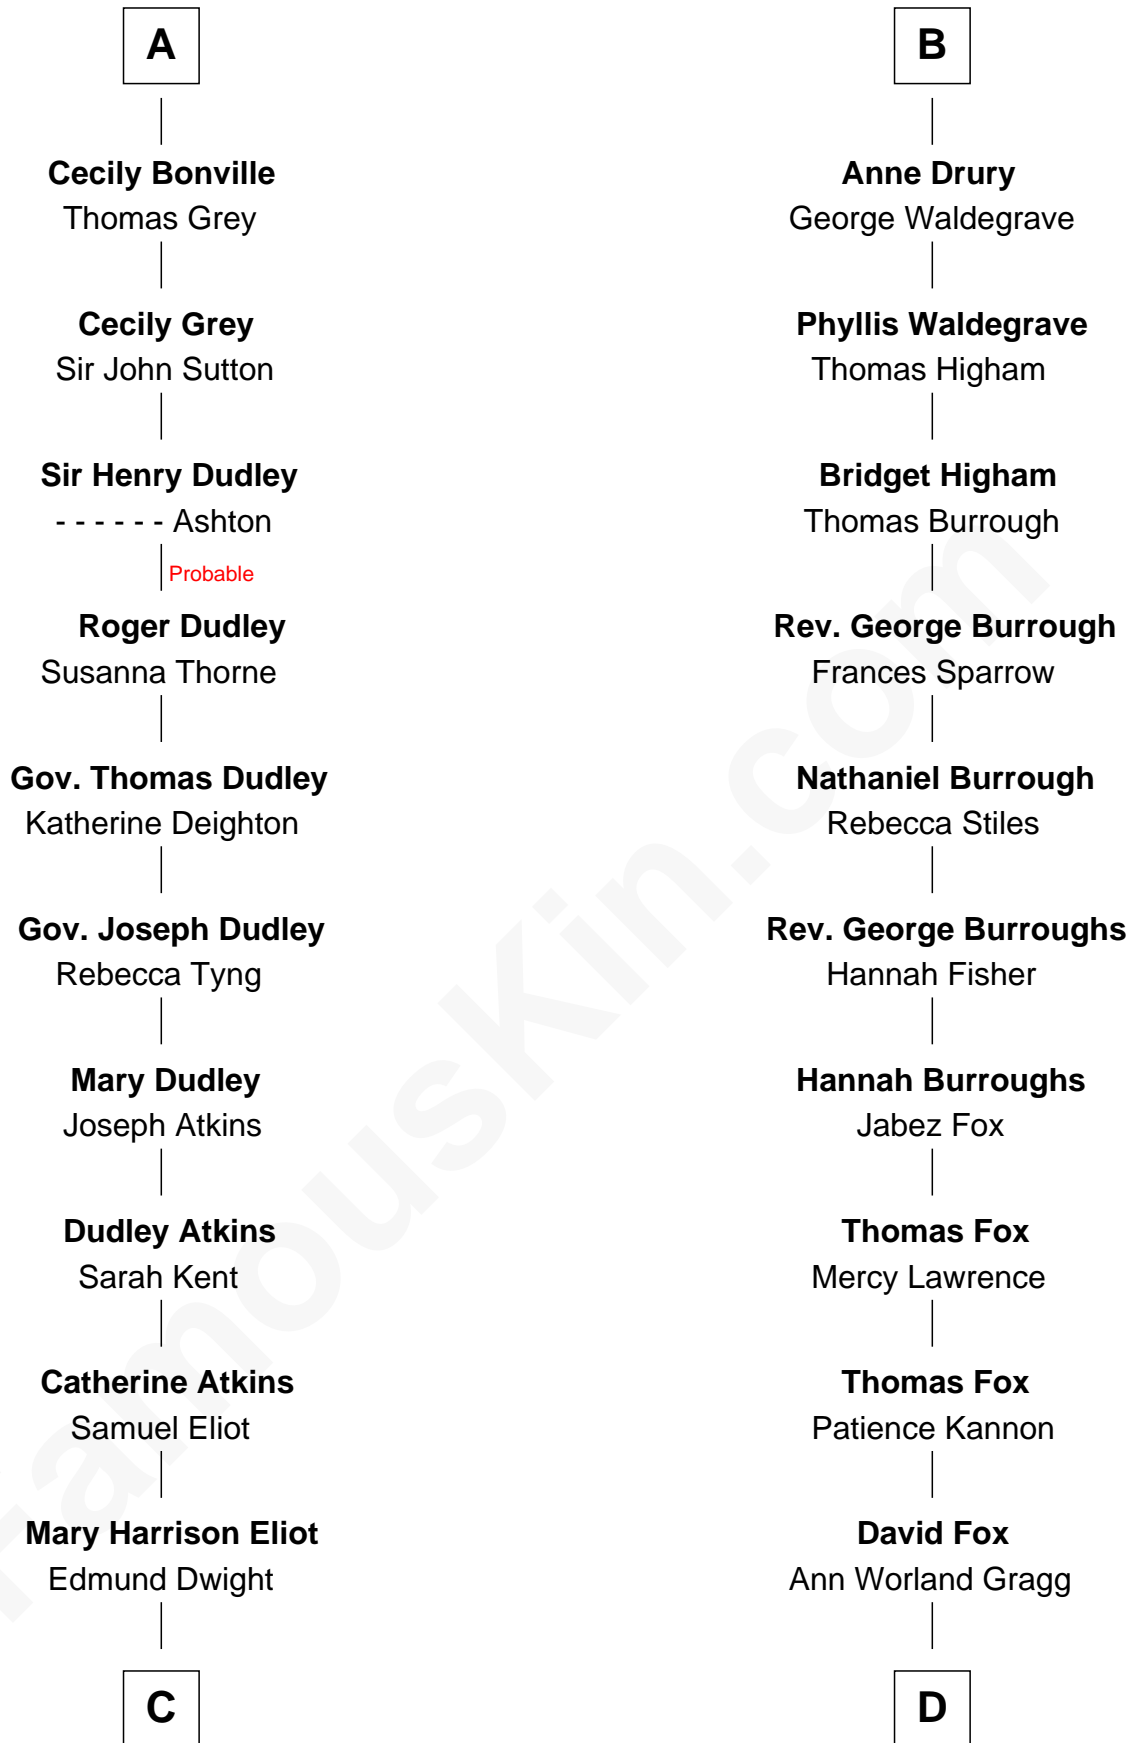 A
Cecily Bonville
Thomas Grey
Cecily Grey
Sir John Sutton
Sir Henry Dudley
- - - - - - Ashton
Probable
Roger Dudley
Susanna Thorne
Gov. Thomas Dudley
Katherine Deighton
Gov. Joseph Dudley
Rebecca Tyng
Mary Dudley
Joseph Atkins
Dudley Atkins
Sarah Kent
Catherine Atkins
Samuel Eliot
Mary Harrison Eliot
Edmund Dwight
C
B
Anne Drury
George Waldegrave
Phyllis Waldegrave
Thomas Higham
Bridget Higham
Thomas Burrough
Rev. George Burrough
Frances Sparrow
Nathaniel Burrough
Rebecca Stiles
Rev. George Burroughs
Hannah Fisher
Hannah Burroughs
Jabez Fox
Thomas Fox
Mercy Lawrence
Thomas Fox
Patience Kannon
David Fox
Ann Worland Gragg
D
FamousKin.com